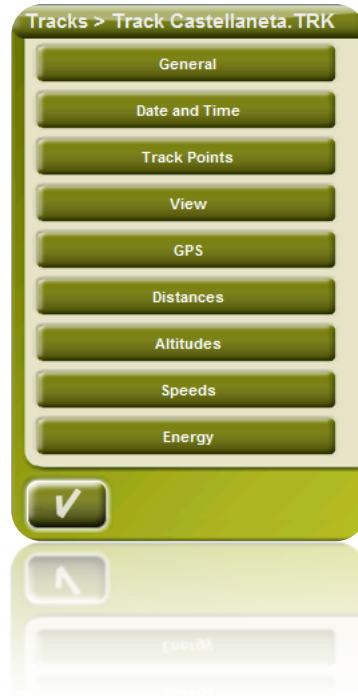 Tracks > Track Castellaneta.TRK
General
Date and Time
Track Points
View
GPS
Distances
Altitudes
Speeds
Energy